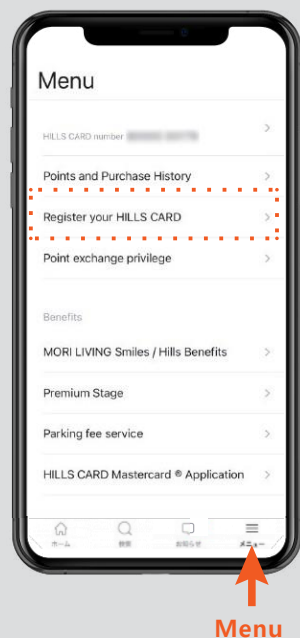 Menu
HILLS CARD number
Points and Purchase History
Register your HILLS CARD
Point exchange privilege
Benefits
MORI LIVING Smiles / Hills Benefits
Premium Stage
Parking fee service
HILLS CARD Mastercard ® Application
ホーム 検索 お知らせ メニュー
Menu